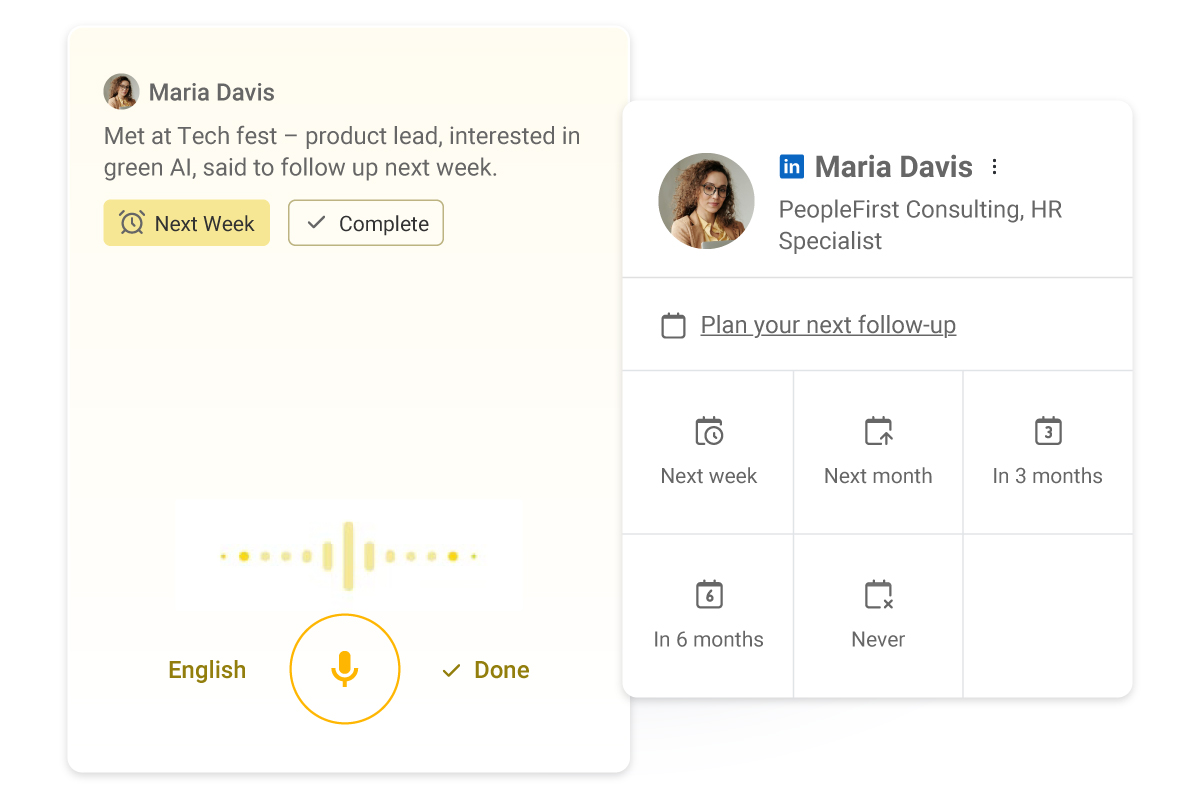 Maria Davis
Met at Tech fest – product lead, interested in
green AI, said to follow up next week.
Next Week
Complete
English
Done
in Maria Davis
PeopleFirst Consulting, HR
Specialist
Plan your next follow-up
Next week
Next month
3
In 3 months
6
In 6 months
Never